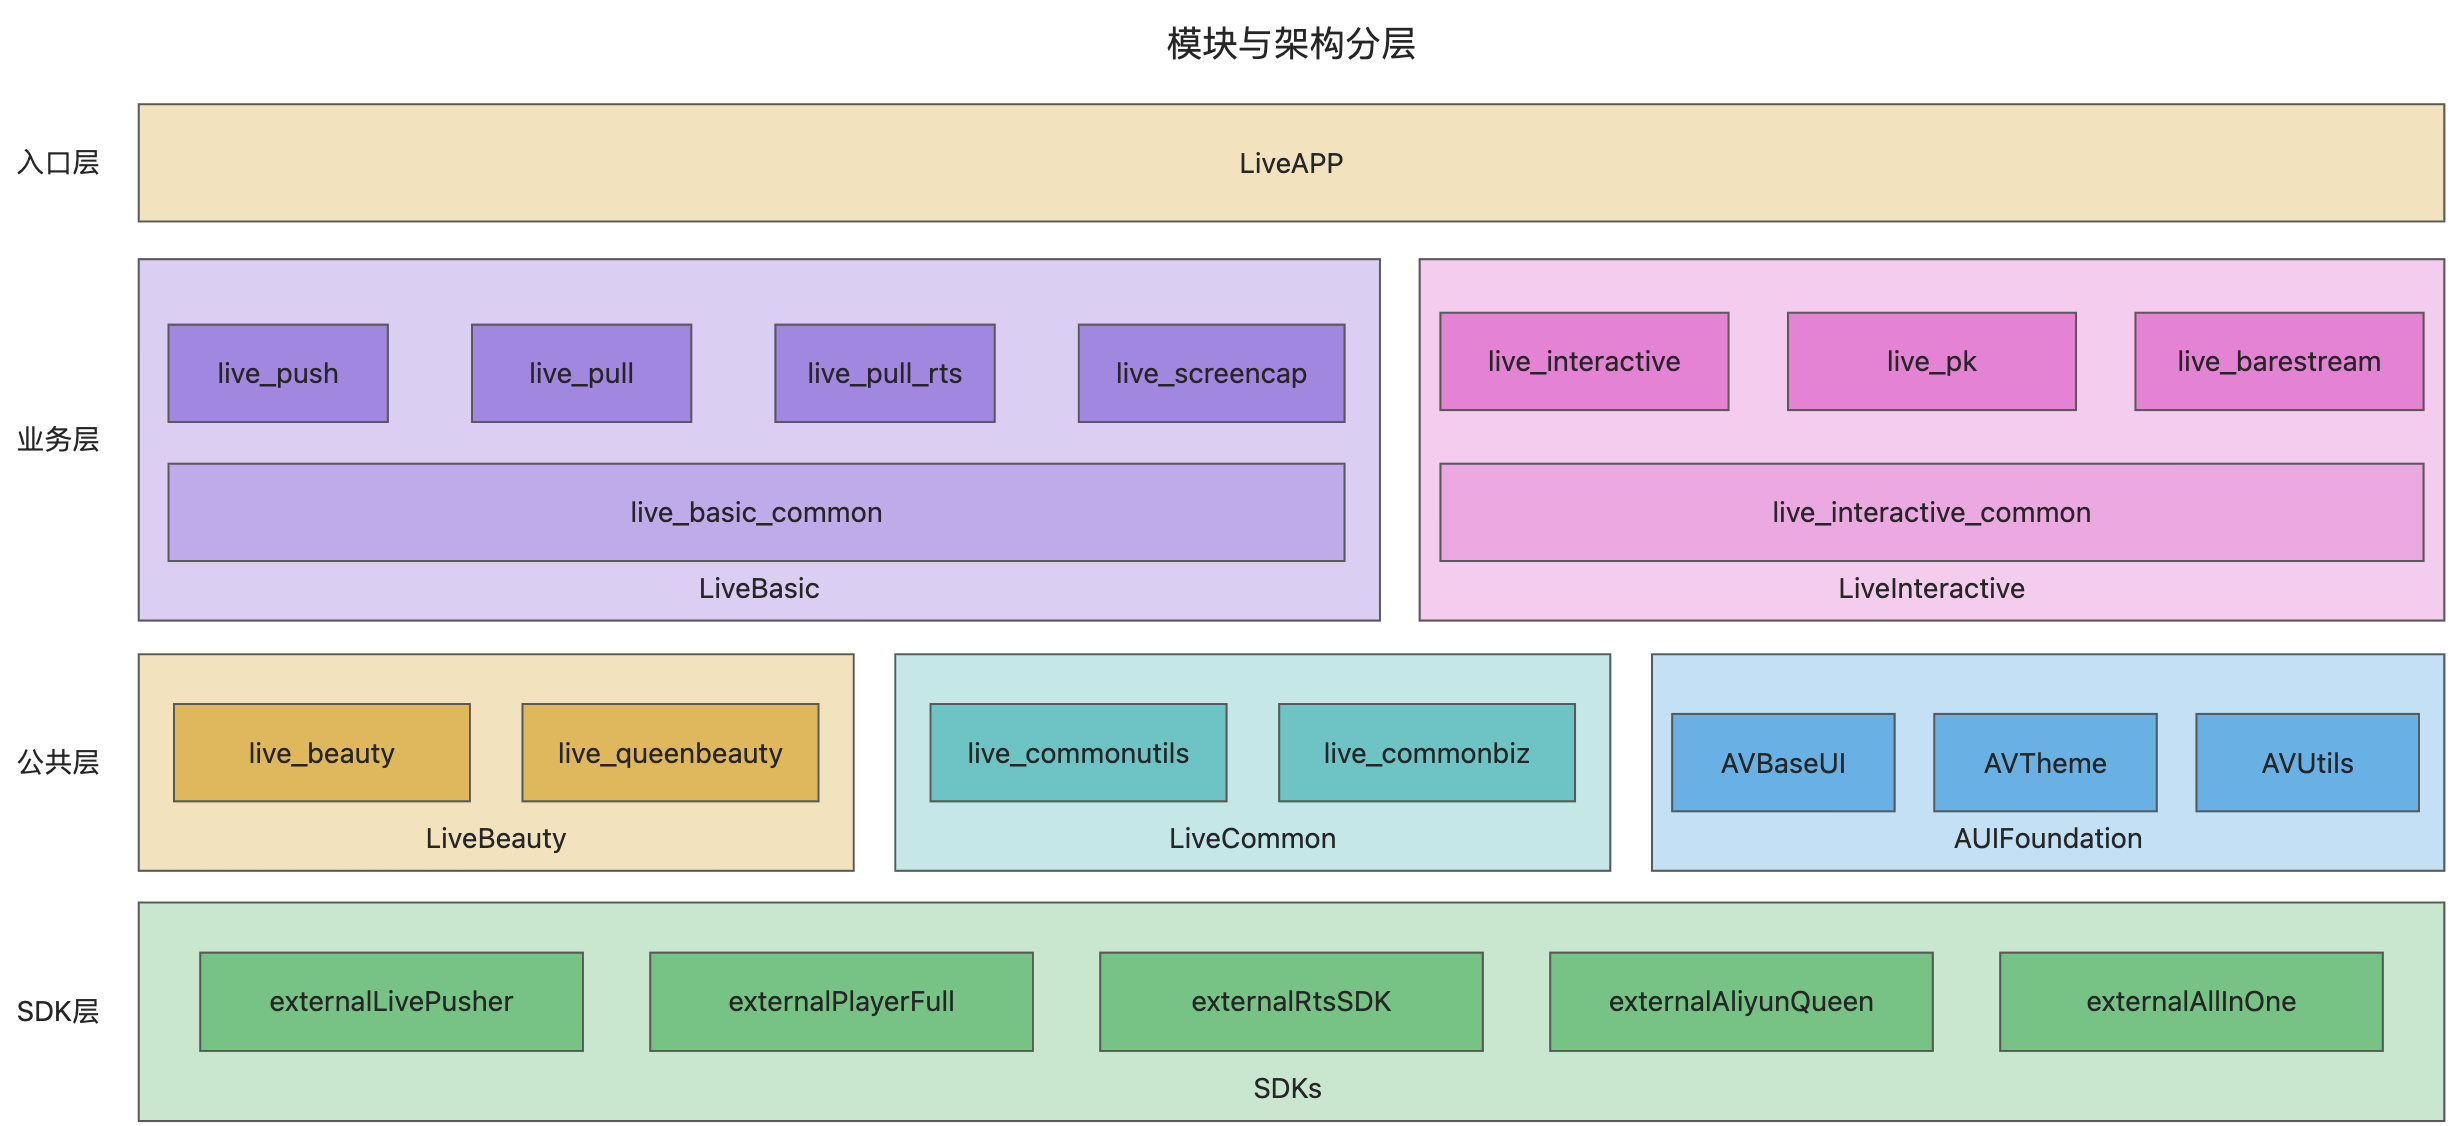 模块与架构分层
入口层
LiveAPP
业务层
live_push
live_pull
live_pull_rts
live_screencap
live_basic_common
LiveBasic
live_interactive
live_pk
live_barestream
live_interactive_common
LiveInteractive
公共层
live_beauty
live_queenbeauty
LiveBeauty
live_commonutils
live_commonbiz
LiveCommon
AVBaseUI
AVTheme
AVUtils
AUIFoundation
SDK层
externalLivePusher
externalPlayerFull
externalRtsSDK
externalAliyunQueen
externalAllInOne
SDKs